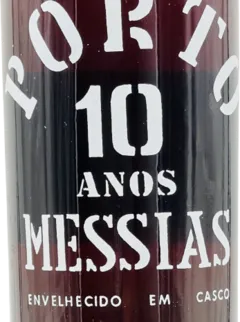 PORTO
10
ANOS
MESSIAS
ENVELHECIDO EM CASCO